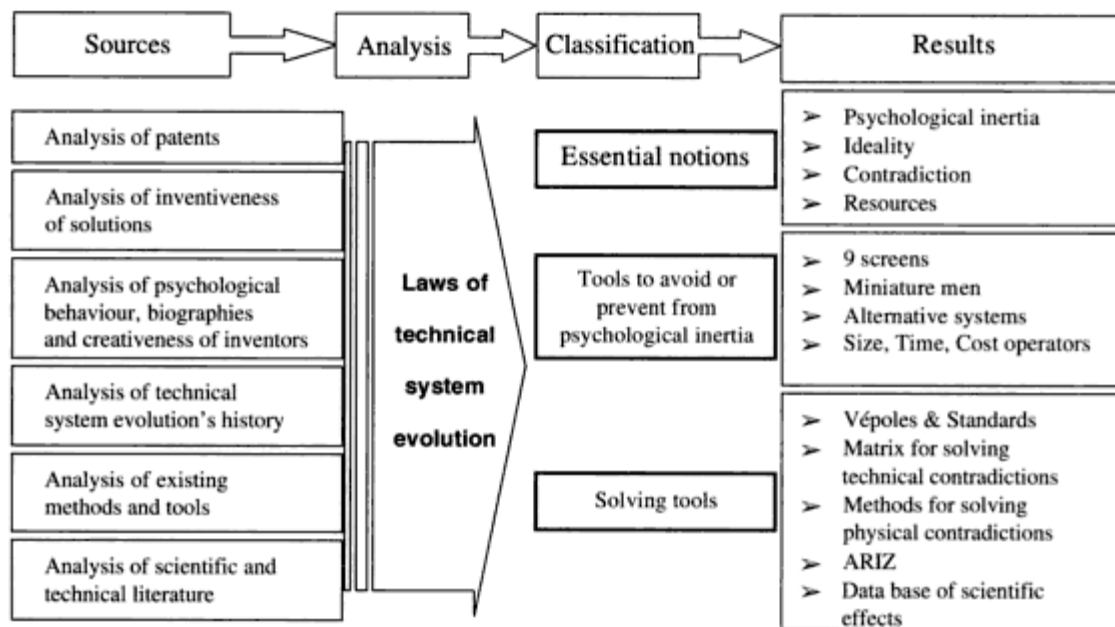 Sources
Analysis
Classification
Results
Analysis of patents
Analysis of inventiveness
of solutions
Analysis of psychological
behaviour, biographies
and creativeness of inventors
Analysis of technical
system evolution's history
Analysis of existing
methods and tools
Analysis of scientific and
technical literature
Laws of
technical
system
evolution
Essential notions
Tools to avoid or
prevent from
psychological inertia
Solving tools
➢ Psychological inertia
➢ Ideality
➢ Contradiction
➢ Resources
➢ 9 screens
➢ Miniature men
➢ Alternative systems
➢ Size, Time, Cost operators
➢ Vépoles & Standards
➢ Matrix for solving
technical contradictions
➢ Methods for solving
physical contradictions
➢ ARIZ
➢ Data base of scientific
effects